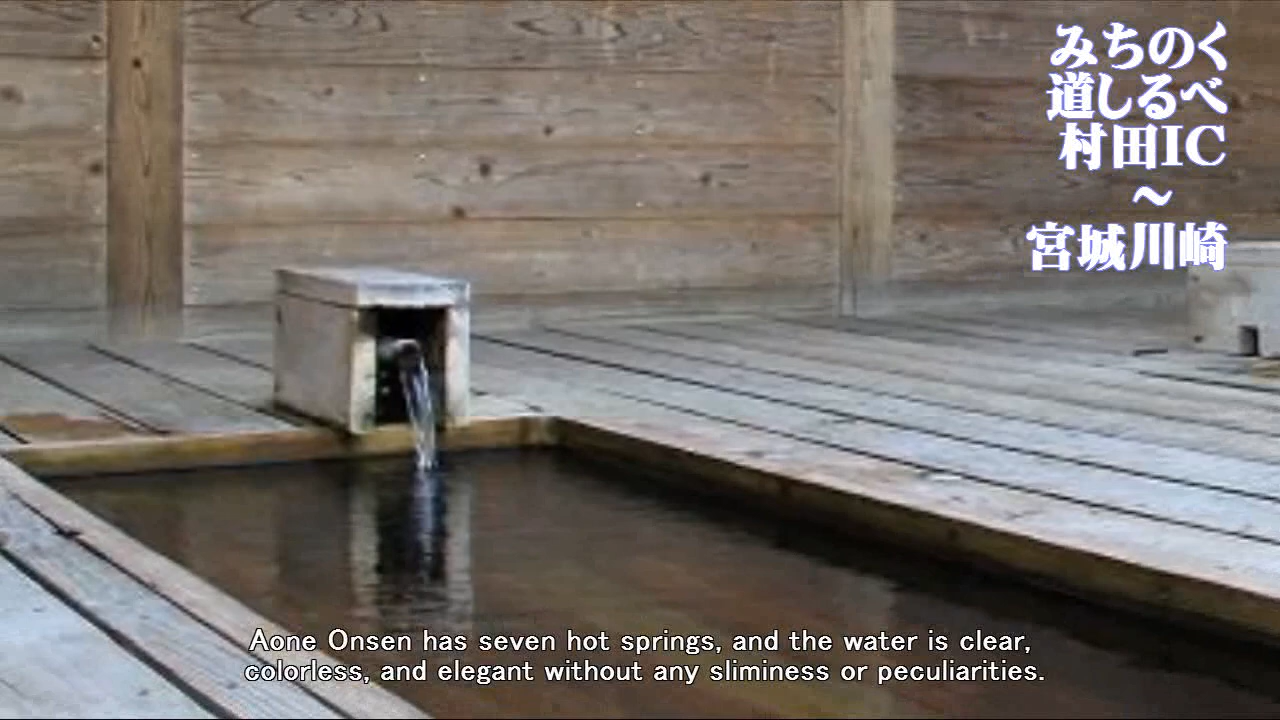 みちのく
道しるべ
村田IC
～
宮城川崎
Aone Onsen has seven hot springs, and the water is clear,
colorless, and elegant without any sliminess or peculiarities.